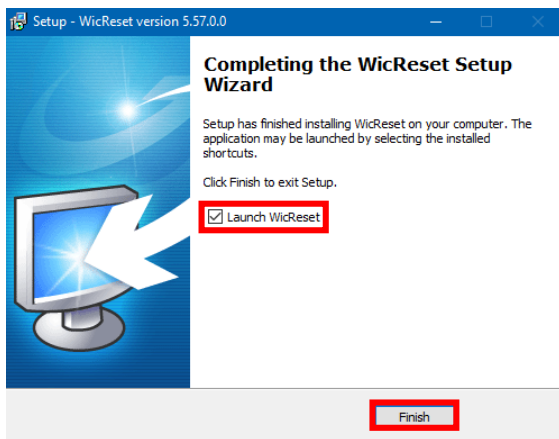 Setup - WicReset version 5.57.0.0
Completing the WicReset Setup
Wizard
Setup has finished installing WicReset on your computer. The
application may be launched by selecting the installed
shortcuts.
Click Finish to exit Setup.
Launch WicReset
Finish